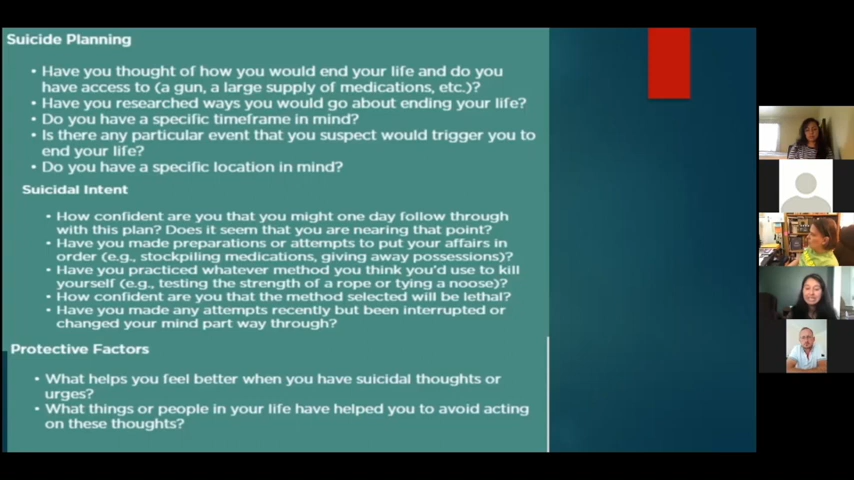 Suicide Planning
• Have you thought of how you would end your life and do you
have access to (a gun, a large supply of medications, etc.)?
• Have you researched ways you would go about ending your life?
• Do you have a specific timeframe in mind?
• Is there any particular event that you suspect would trigger you to
end your life?
• Do you have a specific location in mind?
Suicidal Intent
• How confident are you that you might one day follow through
with this plan? Does it seem that you are nearing that point?
• Have you made preparations or attempts to put your affairs in
order (e.g., stockpiling medications, giving away possessions)?
• Have you practiced whatever method you think you'd use to kill
yourself (e.g., testing the strength of a rope or tying a noose)?
• How confident are you that the method selected will be lethal?
• Have you made any attempts recently but been interrupted or
changed your mind part way through?
Protective Factors
• What helps you feel better when you have suicidal thoughts or
urges?
• What things or people in your life have helped you to avoid acting
on these thoughts?